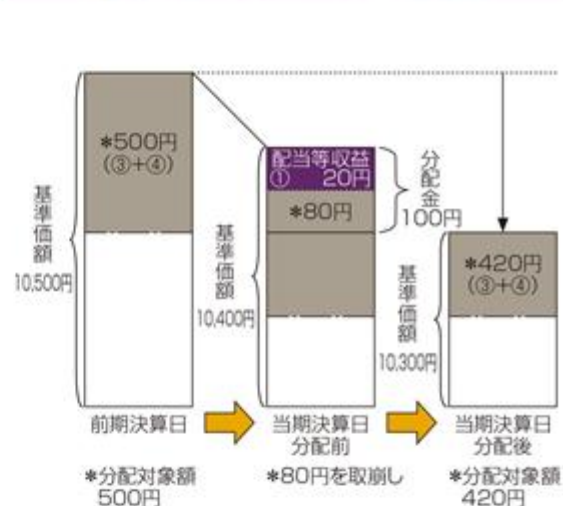 *500円
(③+④)
基準価額
10,500円
前期決算日
*分配対象額
500円
配当等収益
① 20円
*80円
分配金
100円
基準価額
10,400円
当期決算日
分配前
*80円を取崩し
*420円
(③+④)
基準価額
10,300円
当期決算日
分配後
*分配対象額
420円